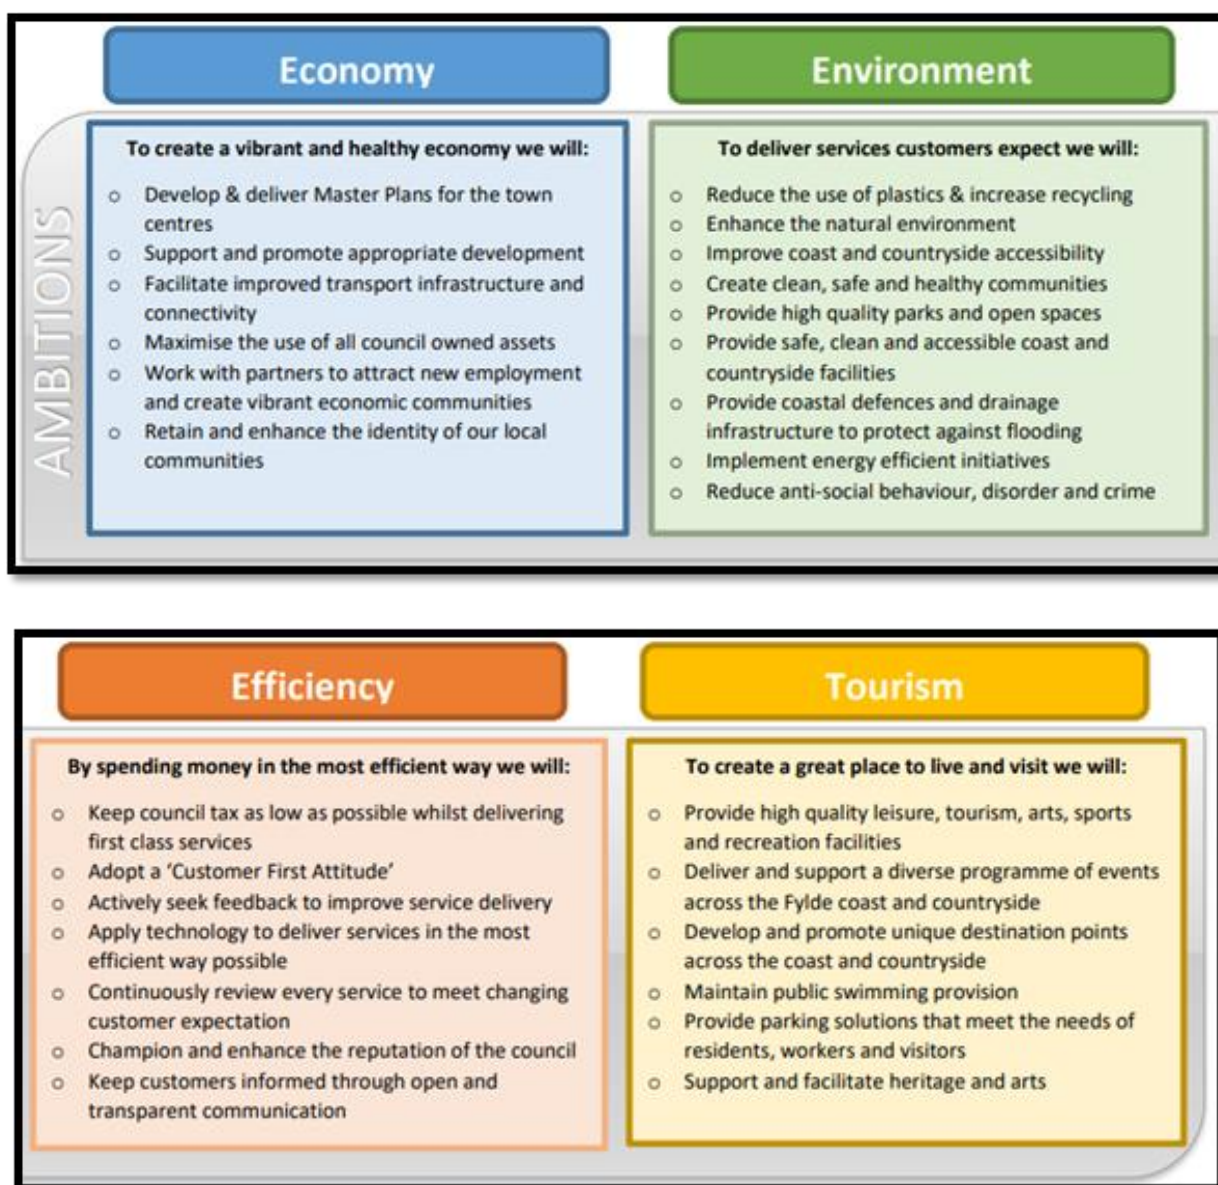 Economy
To create a vibrant and healthy economy we will:
o Develop & deliver Master Plans for the town
centres
o Support and promote appropriate development
o Facilitate improved transport infrastructure and
connectivity
o Maximise the use of all council owned assets
o Work with partners to attract new employment
and create vibrant economic communities
o Retain and enhance the identity of our local
communities
AMBITIONS
Environment
To deliver services customers expect we will:
o Reduce the use of plastics & increase recycling
o Enhance the natural environment
o Improve coast and countryside accessibility
o Create clean, safe and healthy communities
o Provide high quality parks and open spaces
o Provide safe, clean and accessible coast and
countryside facilities
o Provide coastal defences and drainage
infrastructure to protect against flooding
o Implement energy efficient initiatives
o Reduce anti-social behaviour, disorder and crime
Efficiency
By spending money in the most efficient way we will:
o Keep council tax as low as possible whilst delivering
first class services
o Adopt a ‘Customer First Attitude’
o Actively seek feedback to improve service delivery
o Apply technology to deliver services in the most
efficient way possible
o Continuously review every service to meet changing
customer expectation
o Champion and enhance the reputation of the council
o Keep customers informed through open and
transparent communication
Tourism
To create a great place to live and visit we will:
o Provide high quality leisure, tourism, arts, sports
and recreation facilities
o Deliver and support a diverse programme of events
across the Fylde coast and countryside
o Develop and promote unique destination points
across the coast and countryside
o Maintain public swimming provision
o Provide parking solutions that meet the needs of
residents, workers and visitors
o Support and facilitate heritage and arts